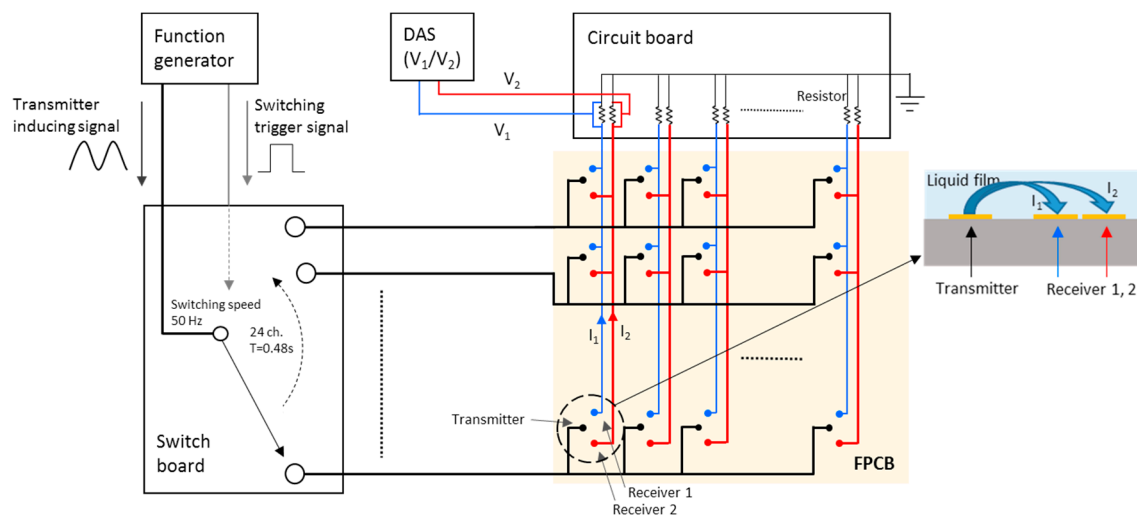 Function
generator
DAS
(V1/V2)
Circuit board
V2
V1
Resistor
Transmitter
inducing signal
Switching
trigger signal
Liquid film
I1
I2
Transmitter
Receiver 1, 2
Switching speed
50 Hz
24 ch.
T=0.48s
I1
I2
Transmitter
Switch
board
FPCB
Receiver 1
Receiver 2